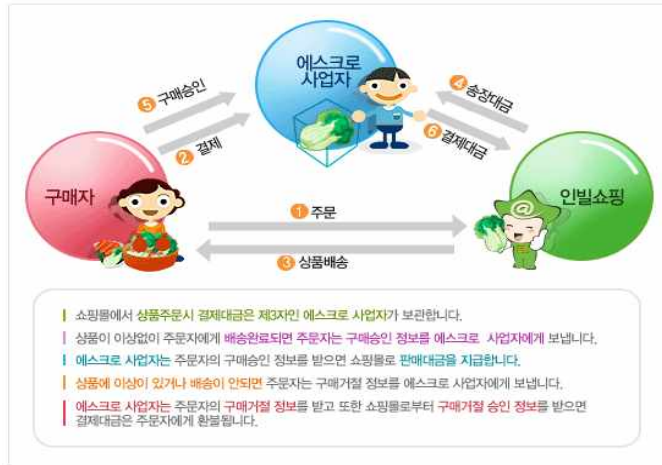 에스크로
사업자
⑤ 구매승인
② 결제
④ 송장대금
⑥ 결제대금
구매자
인빌쇼핑
① 주문
③ 상품배송
쇼핑몰에서 상품주문시 결제대금은 제3자인 에스크로 사업자가 보관합니다.
상품이 이상없이 주문자에게 배송완료되면 주문자는 구매승인 정보를 에스크로 사업자에게 보냅니다.
에스크로 사업자는 주문자의 구매승인 정보를 받으면 쇼핑몰로 판매대금을 지급합니다.
상품에 이상이 있거나 배송이 안되면 주문자는 구매거절 정보를 에스크로 사업자에게 보냅니다.
에스크로 사업자는 주문자의 구매거절 정보를 받고 또한 쇼핑몰로부터 구매거절 승인 정보를 받으면
결제대금은 주문자에게 환불됩니다.